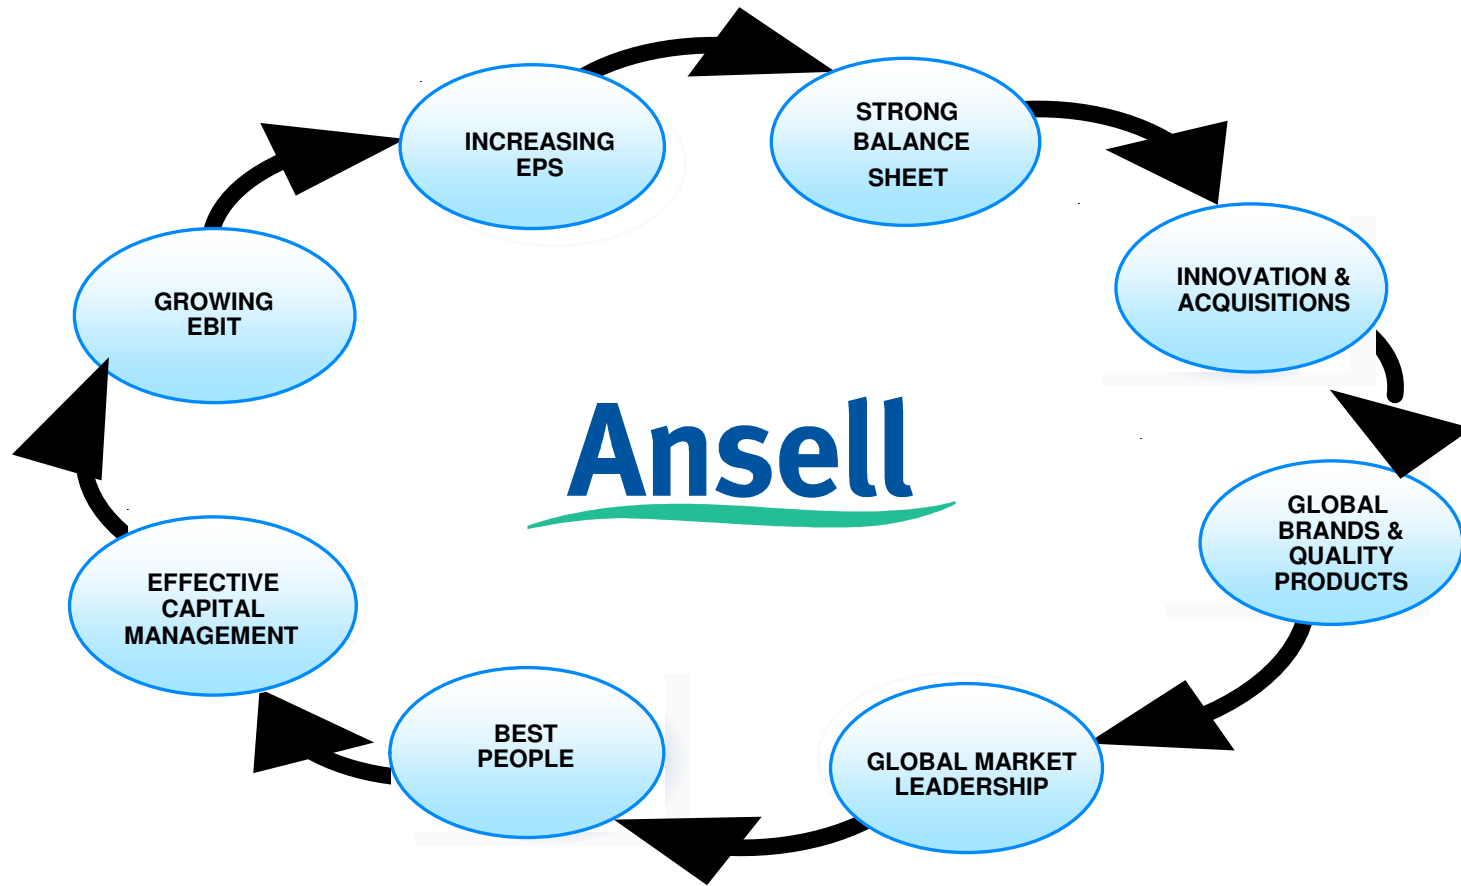 INCREASING
EPS
STRONG
BALANCE
SHEET
INNOVATION &
ACQUISITIONS
GLOBAL
BRANDS &
QUALITY
PRODUCTS
GLOBAL MARKET
LEADERSHIP
BEST
PEOPLE
EFFECTIVE
CAPITAL
MANAGEMENT
GROWING
EBIT
Ansell